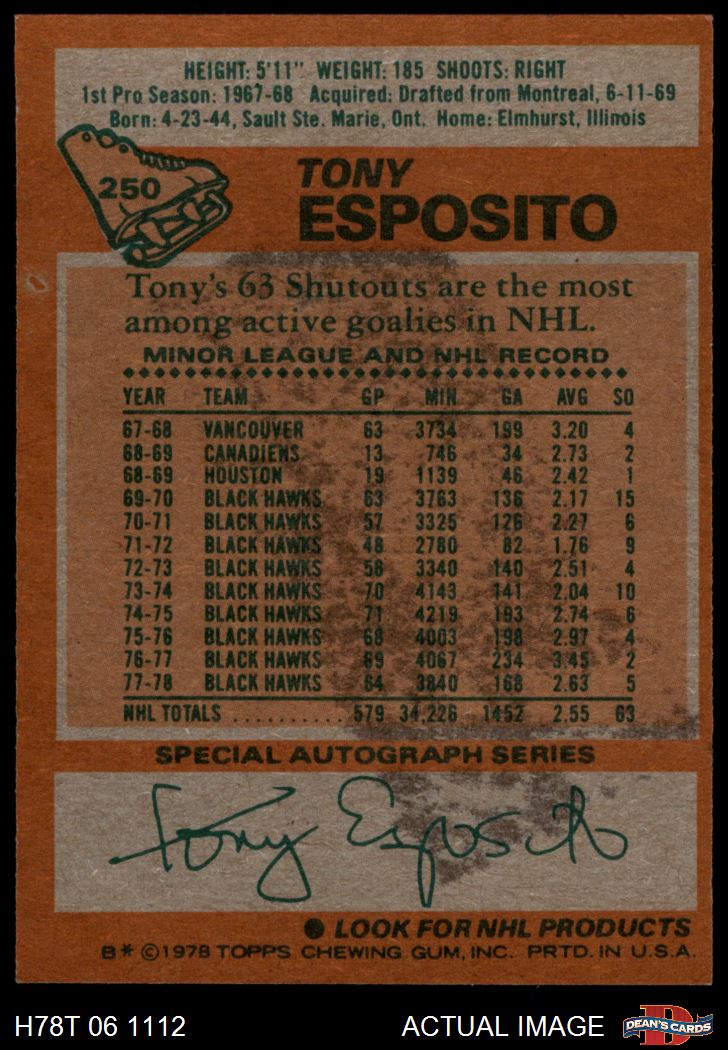 HEIGHT: 5'11" WEIGHT: 185 SHOOTS: RIGHT
1st Pro Season: 1967-68 Acquired: Drafted from Montreal, 6-11-69
Born: 4-23-44, Sault Ste. Marie, Ont. Home: Elmhurst, Illinois
250
TONY
ESPOSITO
Tony's 63 Shutouts are the most
among active goalies in NHL.
MINOR LEAGUE AND NHL RECORD
YEAR TEAM GP MIN GA AVG SO
67-68 VANCOUVER 63 3734 199 3.20 4
68-69 CANADIENS 13 746 34 2.73 2
68-69 HOUSTON 19 1139 46 2.42 1
69-70 BLACK HAWKS 63 3763 136 2.17 15
70-71 BLACK HAWKS 57 3325 126 2.27 6
71-72 BLACK HAWKS 48 2780 82 1.76 9
72-73 BLACK HAWKS 56 3340 140 2.51 4
73-74 BLACK HAWKS 70 4143 141 2.04 10
74-75 BLACK HAWKS 71 4219 193 2.74 6
75-76 BLACK HAWKS 68 4003 198 2.97 4
76-77 BLACK HAWKS 69 4067 234 3.45 2
77-78 BLACK HAWKS 64 3840 168 2.63 5
NHL TOTALS .......... 579 34,226 1452 2.55 63
SPECIAL AUTOGRAPH SERIES
Tony Esposito
● LOOK FOR NHL PRODUCTS
B* ©1978 TOPPS CHEWING GUM, INC. PRTD. IN U.S.A.
H78T 06 1112 ACTUAL IMAGE
D
DEAN'S CARDS